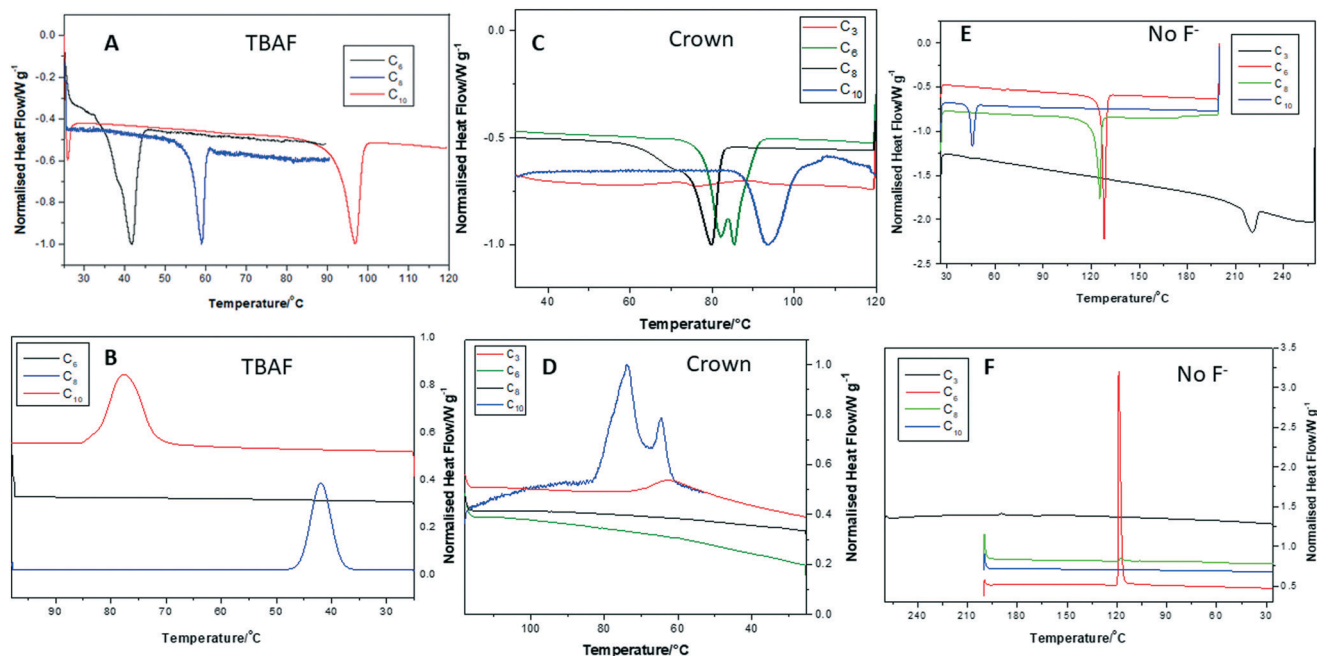 A TBAF
C₆
C₈
C₁₀
Normalised Heat Flow/W g⁻¹
0.0
-0.2
-0.4
-0.6
-0.8
-1.0
30 40 50 60 70 80 90 100 110 120
Temperature/°C
C Crown
C₃
C₆
C₈
C₁₀
Normalised Heat Flow/W g⁻¹
0.0
-0.5
-1.0
40 60 80 100 120
Temperature/°C
E No F⁻
C₃
C₆
C₈
C₁₀
Normalised Heat Flow/W g⁻¹
0.0
-0.5
-1.0
-1.5
-2.0
-2.5
30 60 90 120 150 180 210 240
Temperature/°C
B TBAF
C₆
C₈
C₁₀
1.0
0.8
0.6
0.4
0.2
0.0
Normalised Heat Flow/W g⁻¹
90 80 70 60 50 40 30
Temperature/°C
D Crown
C₃
C₆
C₈
C₁₀
1.0
0.8
0.6
0.4
0.2
0.0
Normalised Heat Flow/W g⁻¹
100 80 60 40
Temperature/°C
F No F⁻
C₃
C₆
C₈
C₁₀
3.5
3.0
2.5
2.0
1.5
1.0
0.5
Normalised Heat Flow/W g⁻¹
240 210 180 150 120 90 60 30
Temperature/°C